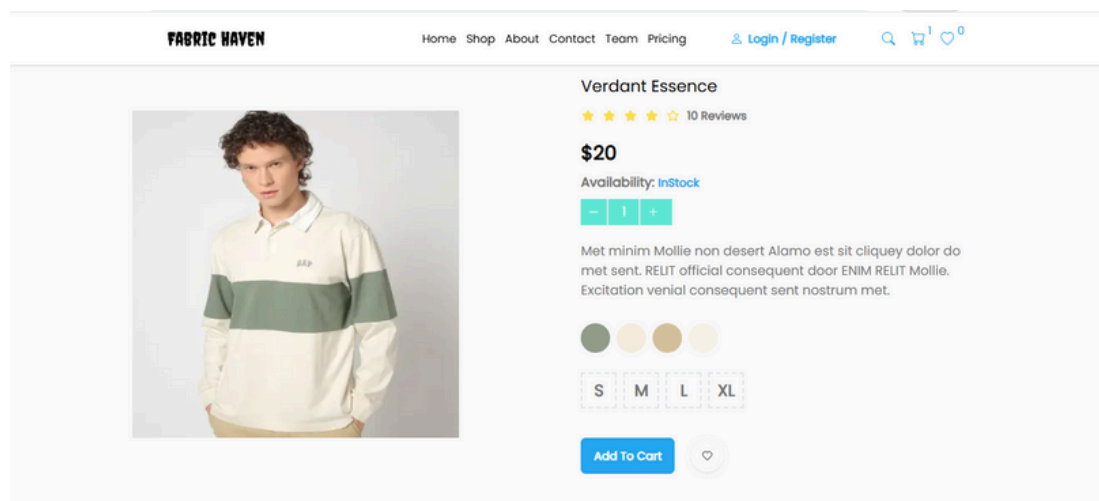 FABRIC HAVEN
Home Shop About Contact Team Pricing
Login / Register
1
0
Verdant Essence
10 Reviews
$20
Availability: InStock
− 1 +
Met minim Mollie non desert Alamo est sit cliquey dolor do
met sent. RELIT official consequent door ENIM RELIT Mollie.
Excitation venial consequent sent nostrum met.
GAP
S M L XL
Add To Cart